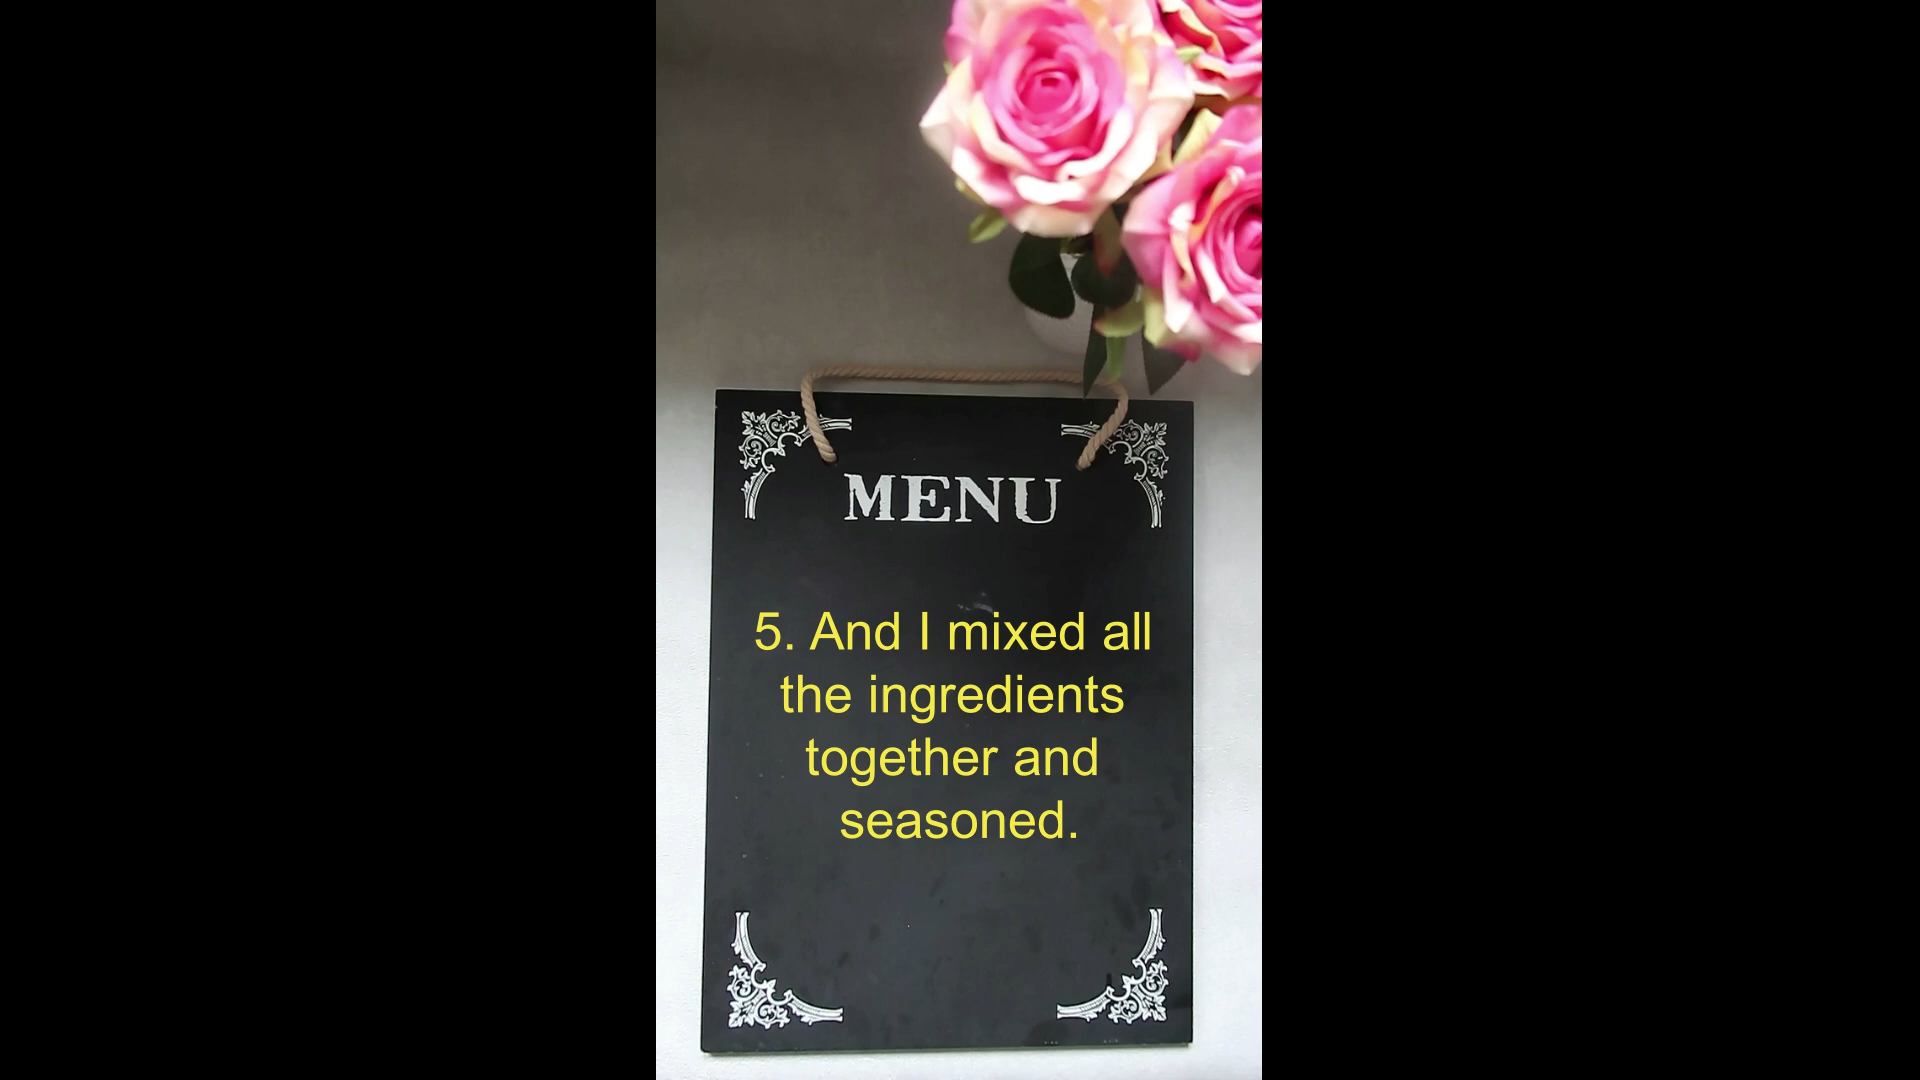 MENU
5. And I mixed all
the ingredients
together and
seasoned.